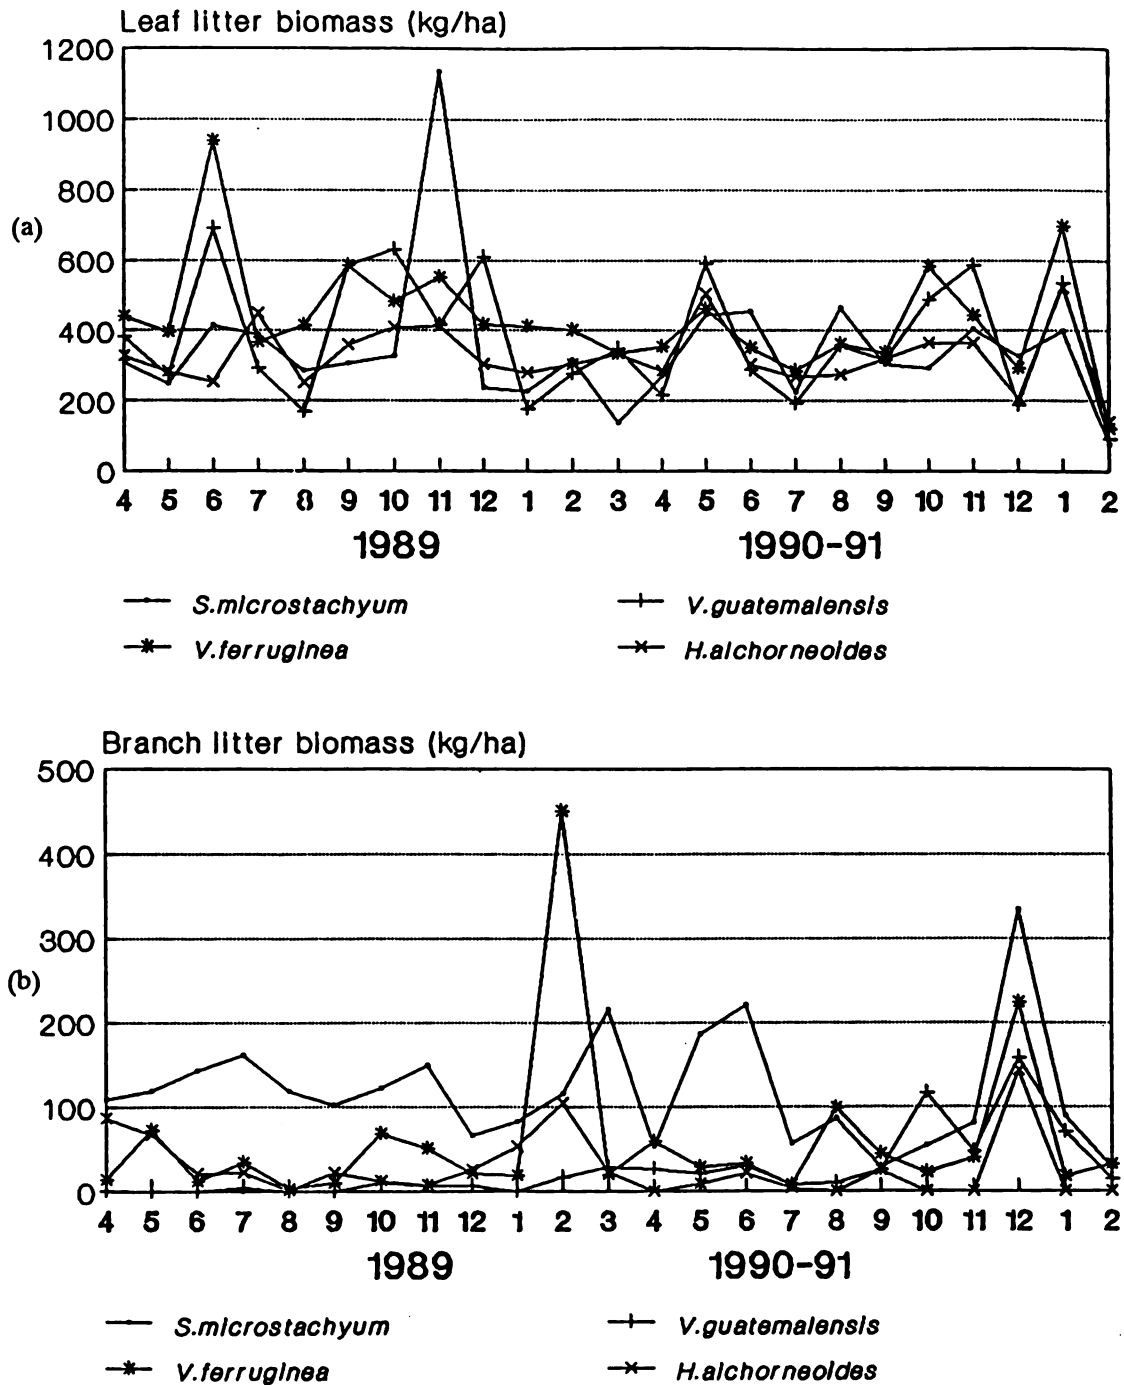 Leaf litter biomass (kg/ha)
1200
1000
800
(a)
600
400
200
0
4 5 6 7 8 9 10 11 12 1 2 3 4 5 6 7 8 9 10 11 12 1 2
1989 1990-91
S.microstachyum V.guatemalensis
V.ferruginea H.alchorneoides
Branch litter biomass (kg/ha)
500
400
300
(b)
200
100
0
4 5 6 7 8 9 10 11 12 1 2 3 4 5 6 7 8 9 10 11 12 1 2
1989 1990-91
S.microstachyum V.guatemalensis
V.ferruginea H.alchorneoides